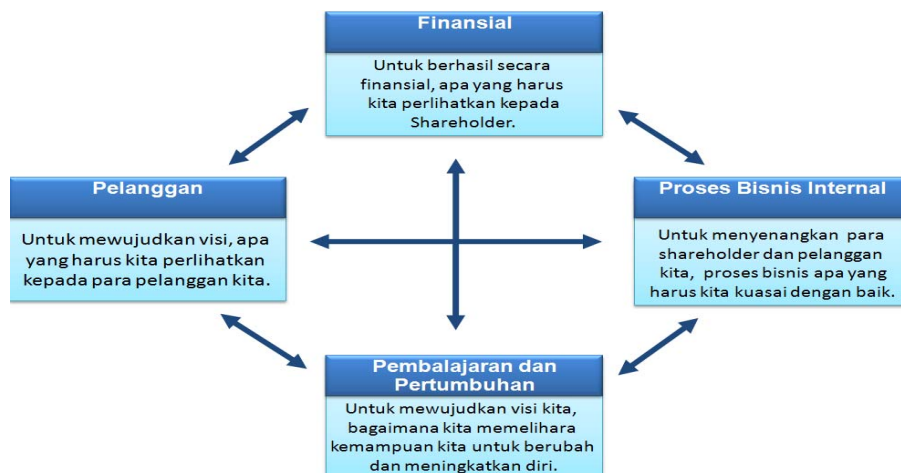 Finansial
Untuk berhasil secara
finansial, apa yang harus
kita perlihatkan kepada
Shareholder.
Pelanggan
Untuk mewujudkan visi, apa
yang harus kita perlihatkan
kepada para pelanggan kita.
Proses Bisnis Internal
Untuk menyenangkan para
shareholder dan pelanggan
kita, proses bisnis apa yang
harus kita kuasai dengan baik.
Pembalajaran dan
Pertumbuhan
Untuk mewujudkan visi kita,
bagaimana kita memelihara
kemampuan kita untuk berubah
dan meningkatkan diri.